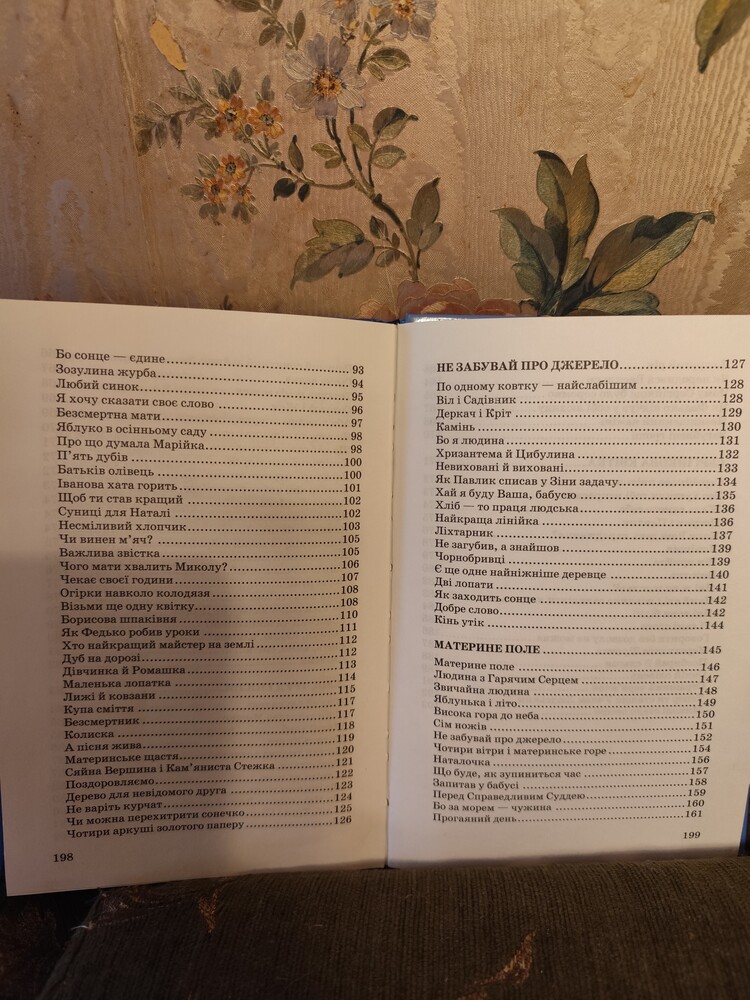 Бо сонце — єдине ..... 93
Зозулина журба ..... 94
Любий синок ..... 95
Я хочу сказати своє слово ..... 96
Безсмертна мати ..... 97
Яблуко в осінньому саду ..... 98
Про що думала Марійка ..... 98
П'ять дубів ..... 100
Батьків олівець ..... 100
Іванова хата горить ..... 101
Щоб ти став кращий ..... 102
Суниці для Наталі ..... 102
Несміливий хлопчик ..... 103
Чи винен м'яч? ..... 105
Важлива звістка ..... 105
Чого мати хвалить Миколу? ..... 106
Чекає своєї години ..... 107
Огірки навколо колодязя ..... 108
Візьми ще одну квітку ..... 108
Борисова шпаківня ..... 110
Як Федько робив уроки ..... 111
Хто найкращий майстер на землі ..... 112
Дуб на дорозі ..... 112
Дівчинка й Ромашка ..... 113
Маленька лопатка ..... 114
Лижі й ковзани ..... 115
Купа сміття ..... 117
Безсмертник ..... 117
Колиска ..... 118
А пісня жива ..... 119
Материнське щастя ..... 120
Сяйна Вершина і Кам'яниста Стежка ..... 121
Поздоровляємо ..... 122
Дерево для невідомого друга ..... 123
Не варіть курчат ..... 124
Чи можна перехитрити сонечко ..... 125
Чотири аркуші золотого паперу ..... 126
198
НЕ ЗАБУВАЙ ПРО ДЖЕРЕЛО ..... 127
По одному ковтку — найслабішим ..... 128
Віл і Садівник ..... 128
Деркач і Кріт ..... 129
Камінь ..... 130
Бо я людина ..... 131
Хризантема й Цибулина ..... 132
Невиховані й виховані ..... 133
Як Павлик списав у Зіни задачу ..... 134
Хай я буду Ваша, бабусю ..... 135
Хліб — то праця людська ..... 136
Найкраща лінійка ..... 136
Ліхтарник ..... 137
Не загубив, а знайшов ..... 139
Чорнобривці ..... 139
Є ще одне найніжніше деревце ..... 140
Дві лопати ..... 141
Як заходить сонце ..... 142
Добре слово ..... 142
Кінь утік ..... 144
МАТЕРИНЕ ПОЛЕ ..... 145
Материне поле ..... 146
Людина з Гарячим Серцем ..... 147
Звичайна людина ..... 148
Яблунька і літо ..... 149
Висока гора до неба ..... 150
Сім ножів ..... 151
Не забувай про джерело ..... 152
Чотири вітри і материнське горе ..... 154
Наталочка ..... 156
Що буде, як зупиниться час ..... 157
Запитав у бабусі ..... 158
Перед Справедливим Суддею ..... 159
Бо за морем — чужина ..... 160
Прогаяний день ..... 161
199